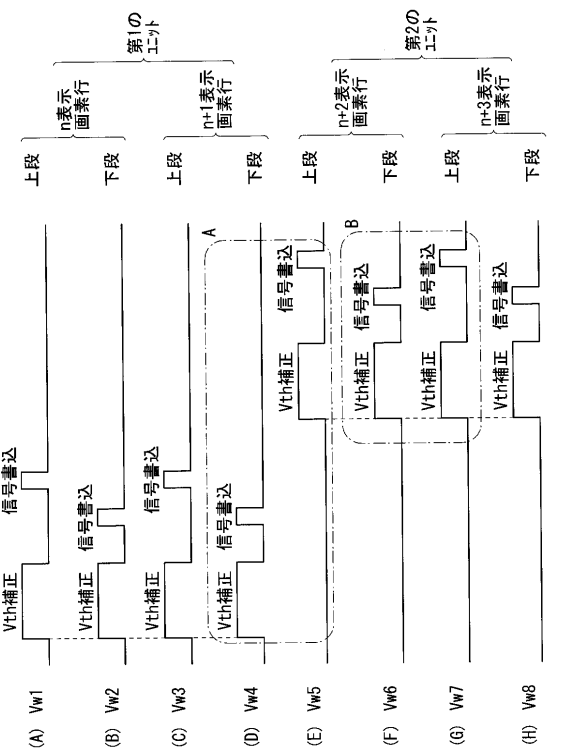 (A) Vw1 Vth補正 信号書込 上段
(B) Vw2 Vth補正 信号書込 下段
n表示
画素行
(C) Vw3 Vth補正 信号書込 上段
(D) Vw4 Vth補正 信号書込 下段
n+1表示
画素行
第1の
ユニット
A
(E) Vw5 Vth補正 信号書込 上段
(F) Vw6 Vth補正 信号書込 下段
n+2表示
画素行
B
(G) Vw7 Vth補正 信号書込 上段
(H) Vw8 Vth補正 信号書込 下段
n+3表示
画素行
第2の
ユニット